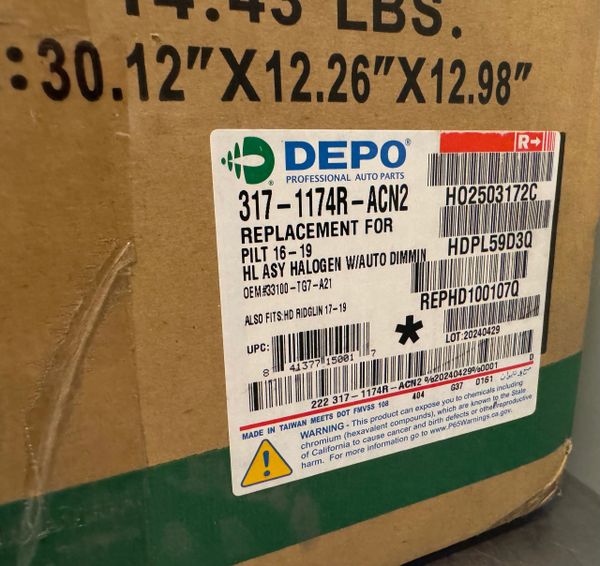 14.43 LBS.
:30.12"X12.26"X12.98"
DEPO®
PROFESSIONAL AUTO PARTS
®
R→
317-1174R-ACN2
HO2503172C
REPLACEMENT FOR
PILT 16-19
HDPL59D3Q
HL ASY HALOGEN W/AUTO DIMMIN
OEM#33100-TG7-A21
REPHD100107Q
ALSO FITS:HD RIDGLIN 17-19
*
LOT:20240429
UPC:
8 41377 15001 7
222 317-1174R-ACN2 %20240429%0001 0
MADE IN TAIWAN MEETS DOT FMVSS 108 404 G37 0161
WARNING - This product can expose you to chemicals including
chromium (hexavalent compounds), which are known to the State
of California to cause cancer and birth defects or other reproductive
harm. For more information go to www.P65Warnings.ca.gov.